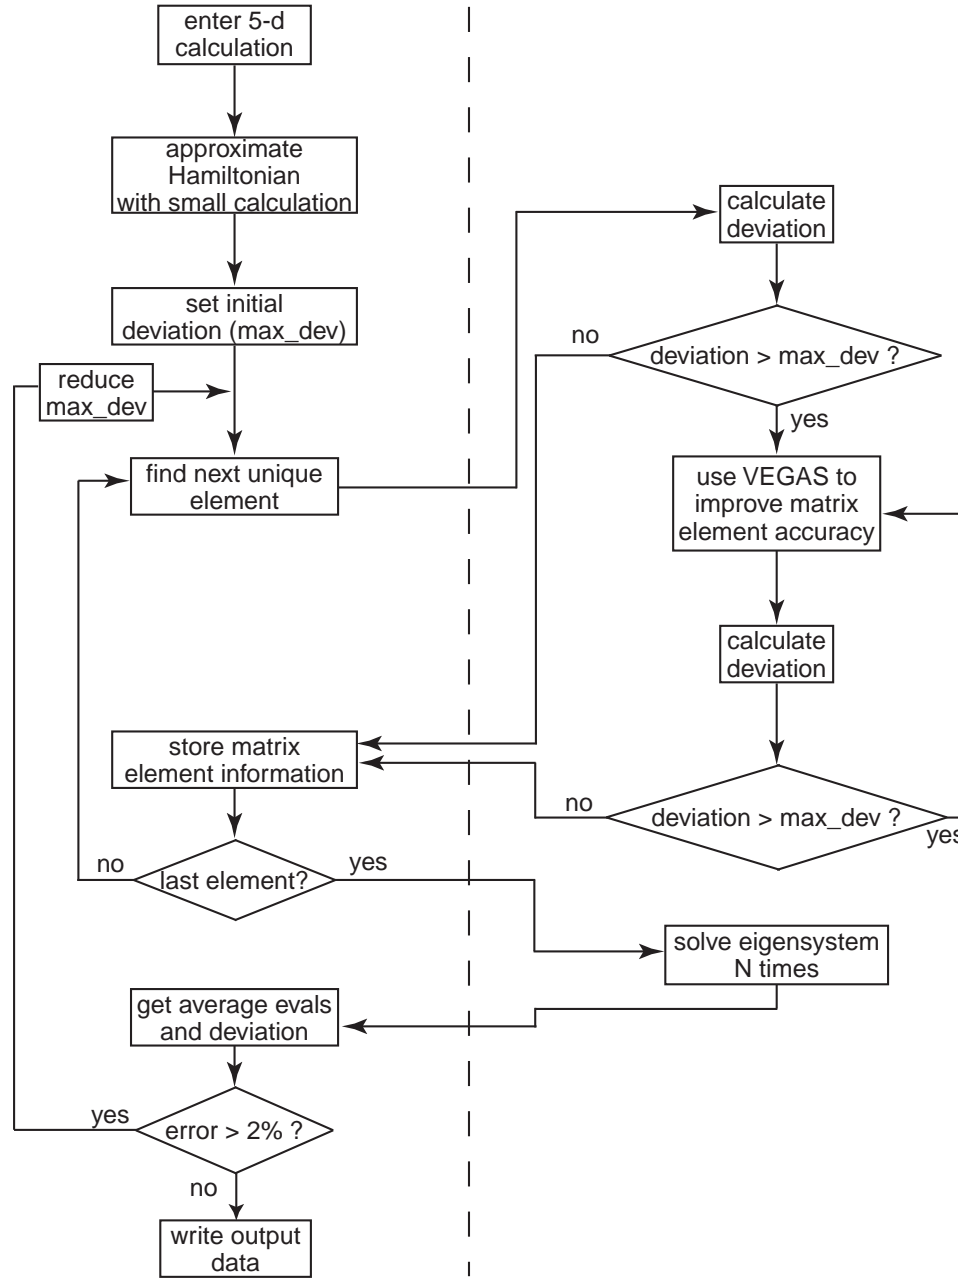 enter 5-d
calculation
approximate
Hamiltonian
with small calculation
set initial
deviation (max_dev)
reduce
max_dev
find next unique
element
calculate
deviation
no
deviation > max_dev ?
yes
use VEGAS to
improve matrix
element accuracy
calculate
deviation
store matrix
element information
no
deviation > max_dev ?
yes
no
last element?
yes
solve eigensystem
N times
get average evals
and deviation
yes
error > 2% ?
no
write output
data